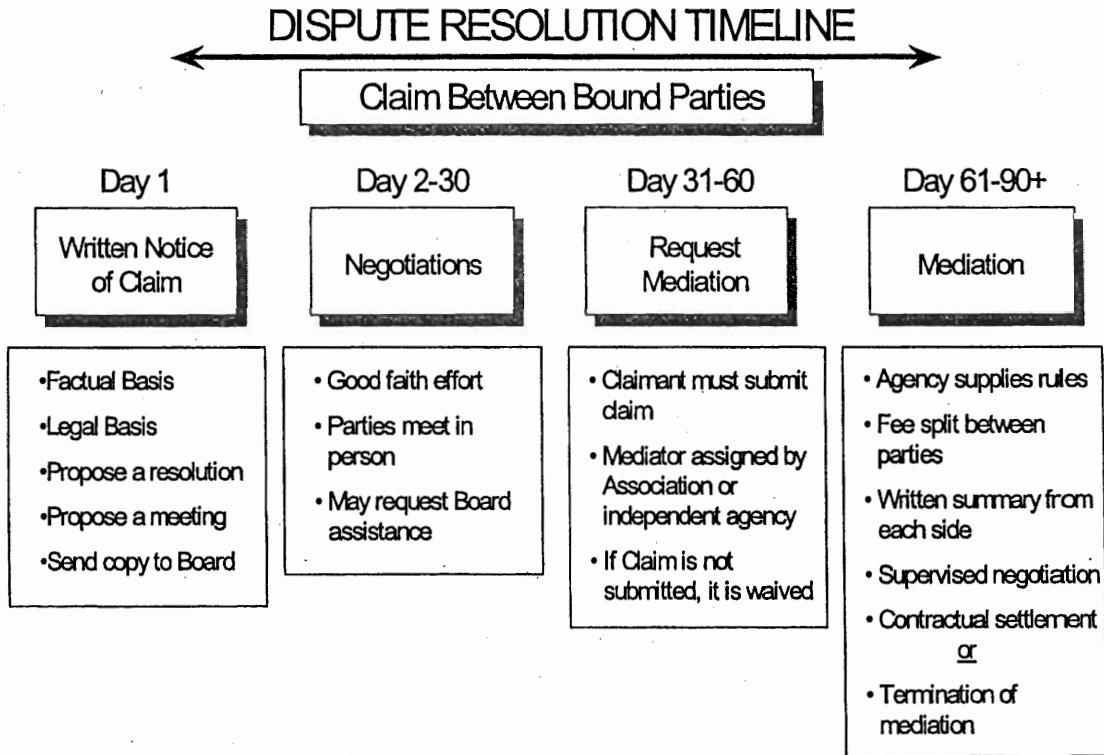 DISPUTE RESOLUTION TIMELINE
Claim Between Bound Parties
Day 1
Written Notice
of Claim
•Factual Basis
•Legal Basis
•Propose a resolution
•Propose a meeting
•Send copy to Board
Day 2-30
Negotiations
• Good faith effort
• Parties meet in
person
• May request Board
assistance
Day 31-60
Request
Mediation
• Claimant must submit
claim
• Mediator assigned by
Association or
independent agency
• If Claim is not
submitted, it is waived
Day 61-90+
Mediation
• Agency supplies rules
• Fee split between
parties
• Written summary from
each side
• Supervised negotiation
• Contractual settlement
or
• Termination of
mediation